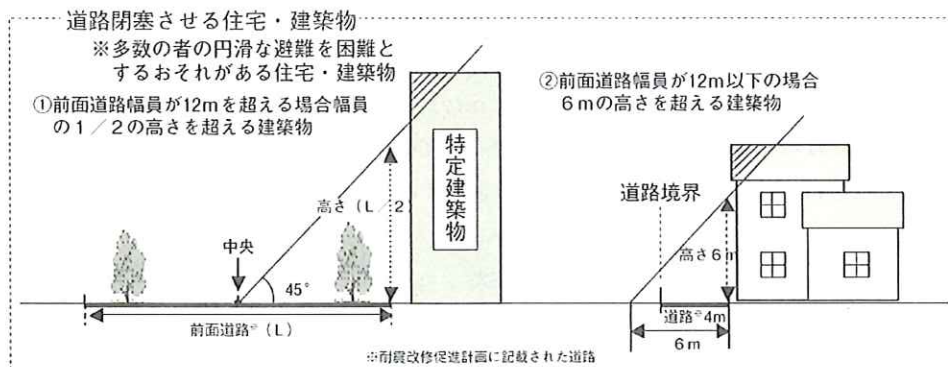 道路閉塞させる住宅・建築物
※多数の者の円滑な避難を困難と
するおそれがある住宅・建築物
①前面道路幅員が12mを超える場合幅員
の1／2の高さを超える建築物
特定建築物
高さ（L／2）
中央
45°
前面道路※（L）
②前面道路幅員が12m以下の場合
6mの高さを超える建築物
道路境界
高さ6m
道路※4m
6m
※耐震改修促進計画に記載された道路